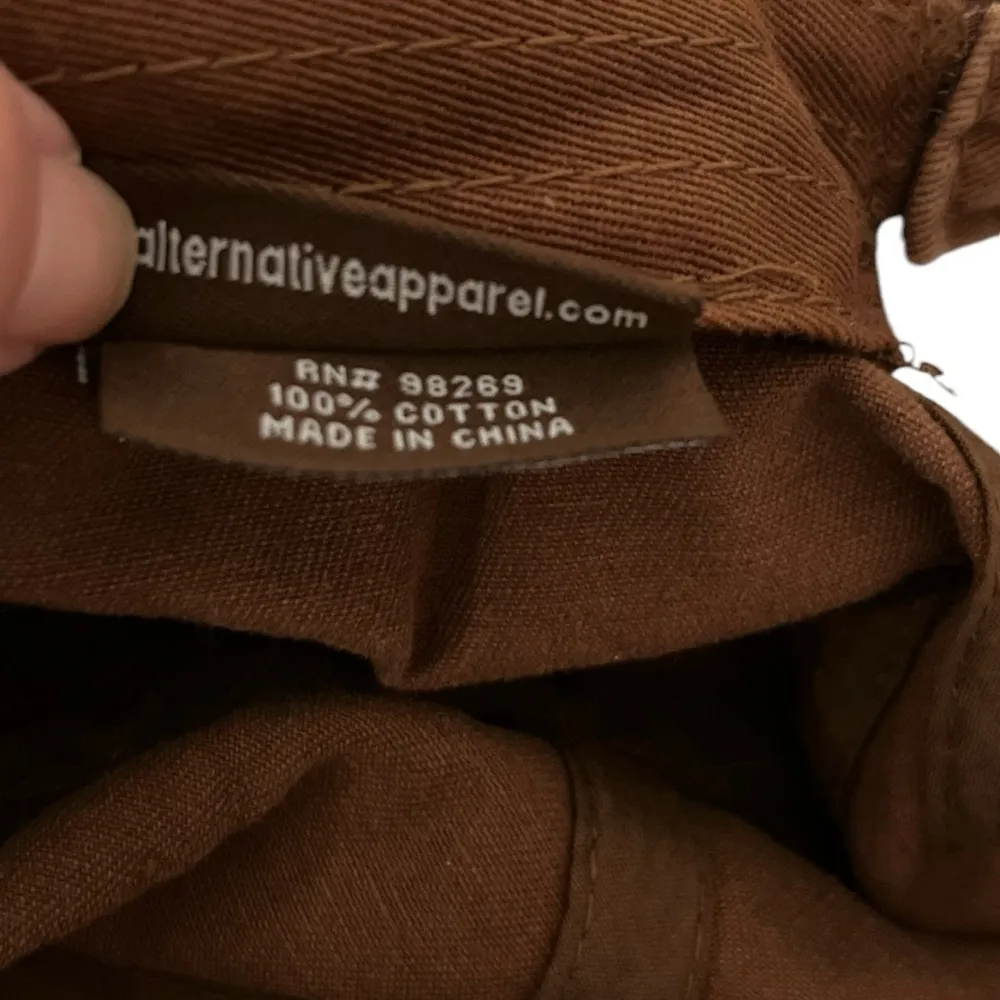 alternativeapparel.com
RN# 98269
100% COTTON
MADE IN CHINA